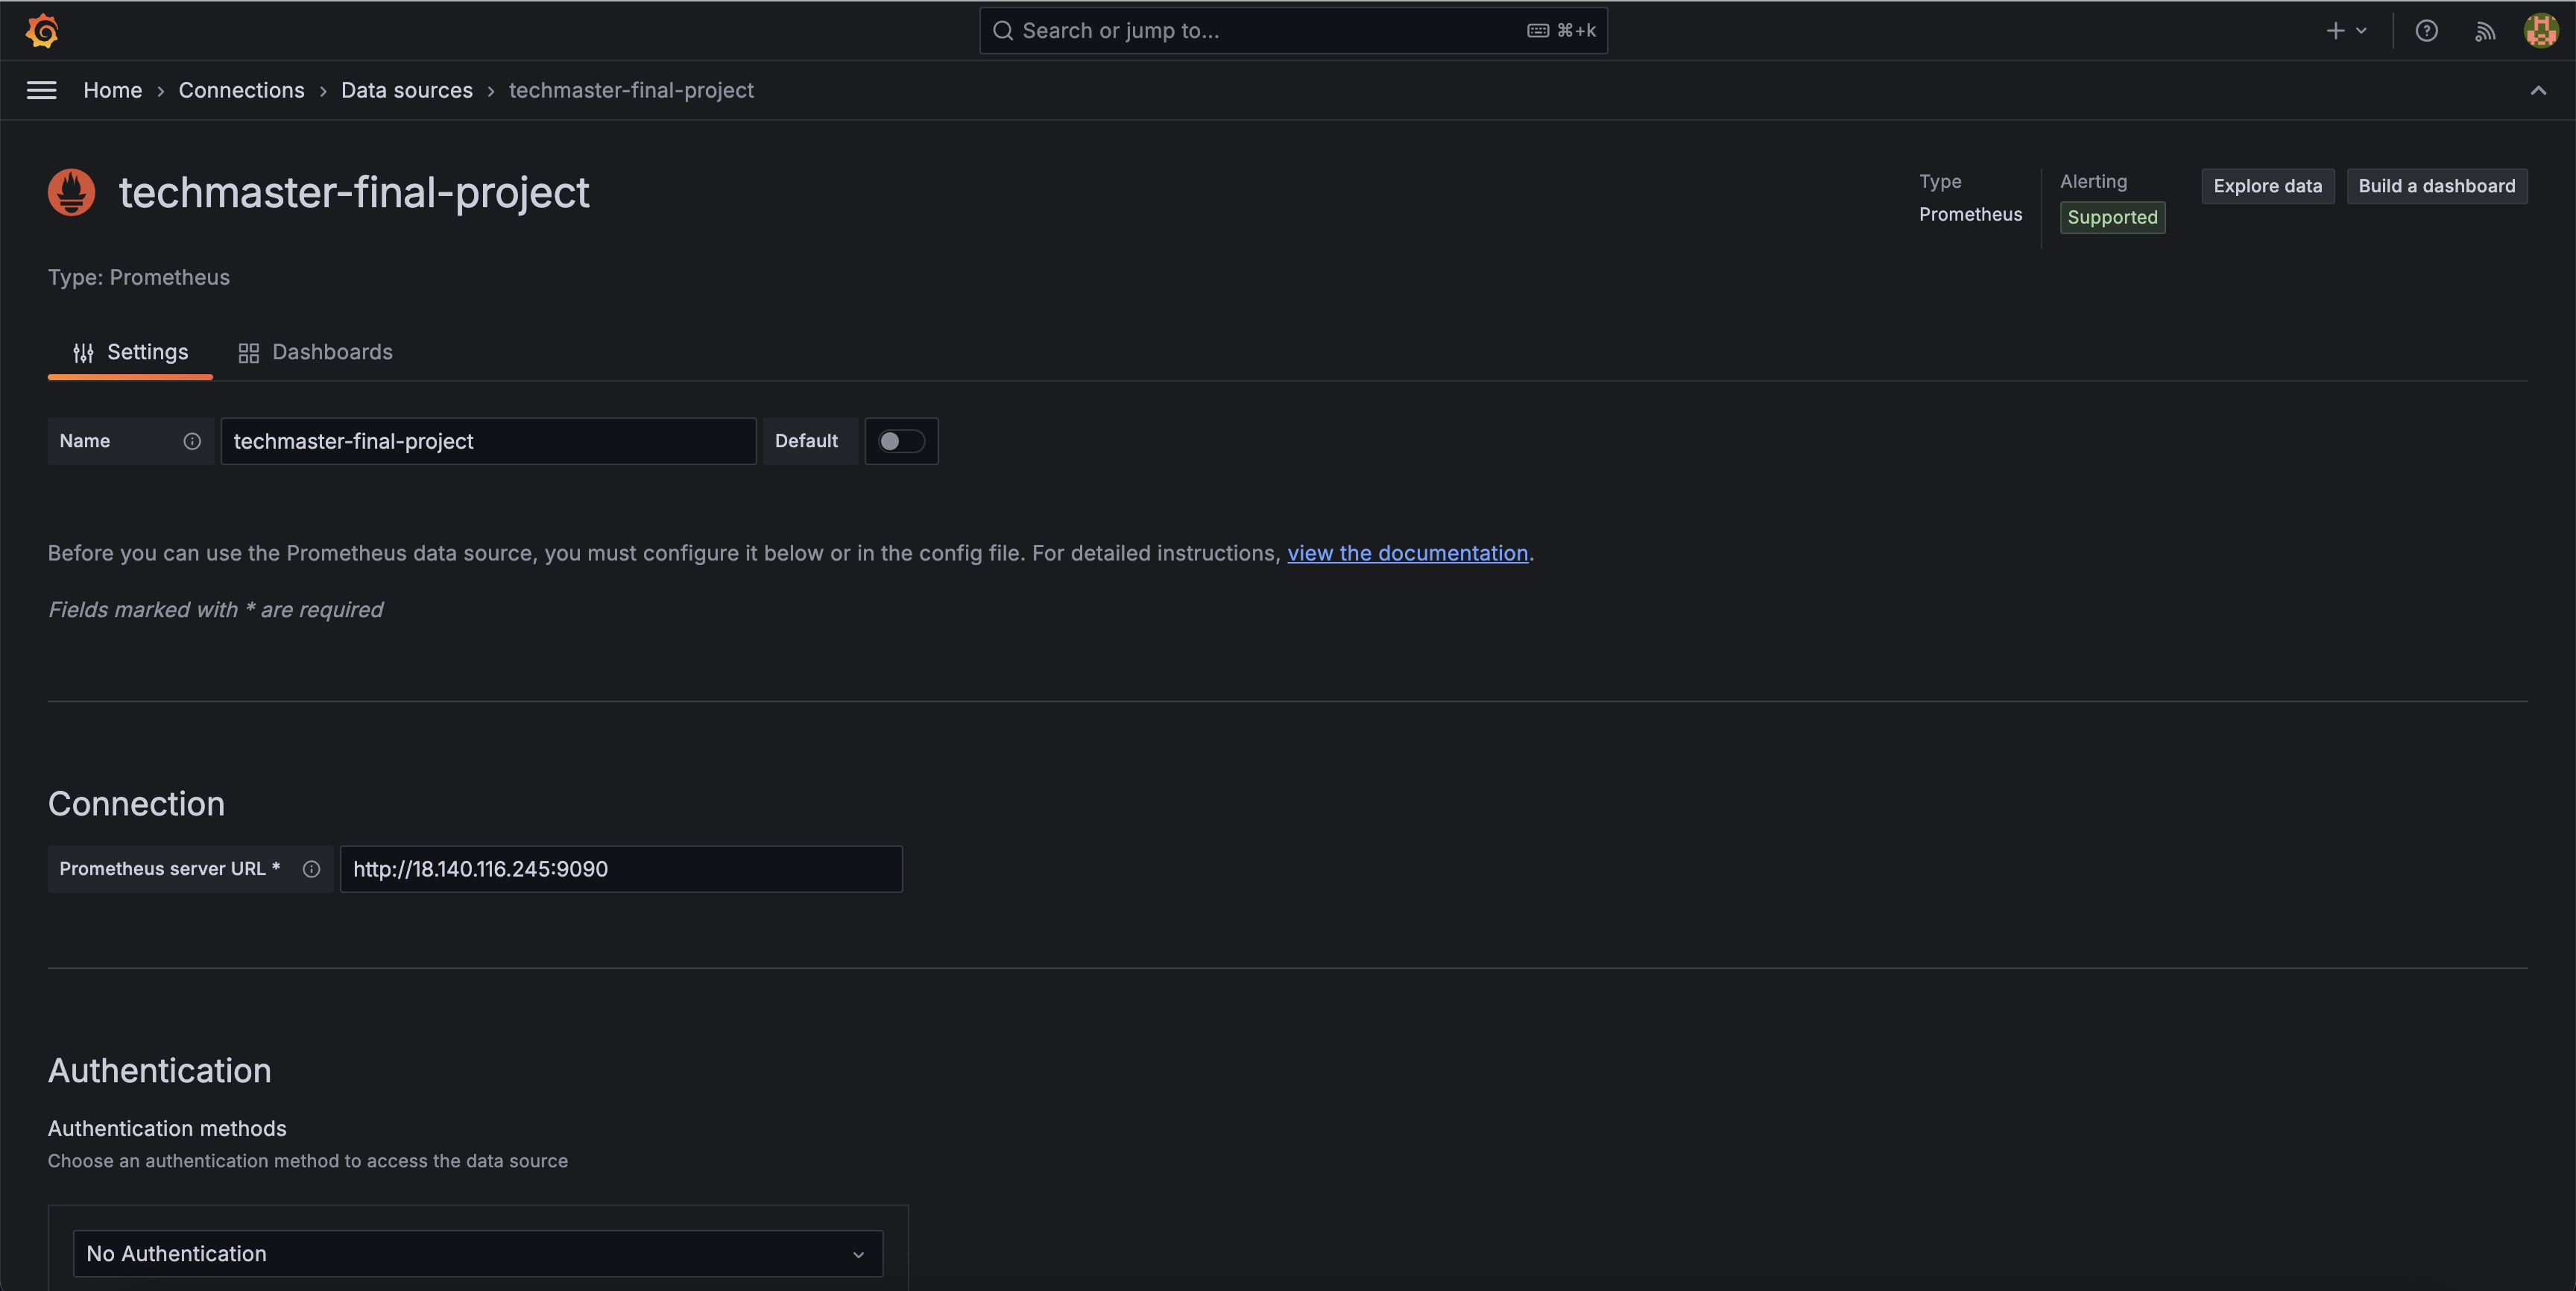 Search or jump to...
⌘+k
Home › Connections › Data sources › techmaster-final-project
techmaster-final-project
Type
Prometheus
Alerting
Supported
Explore data
Build a dashboard
Type: Prometheus
Settings
Dashboards
Name
techmaster-final-project
Default
Before you can use the Prometheus data source, you must configure it below or in the config file. For detailed instructions, view the documentation.
Fields marked with * are required
Connection
Prometheus server URL *
http://18.140.116.245:9090
Authentication
Authentication methods
Choose an authentication method to access the data source
No Authentication